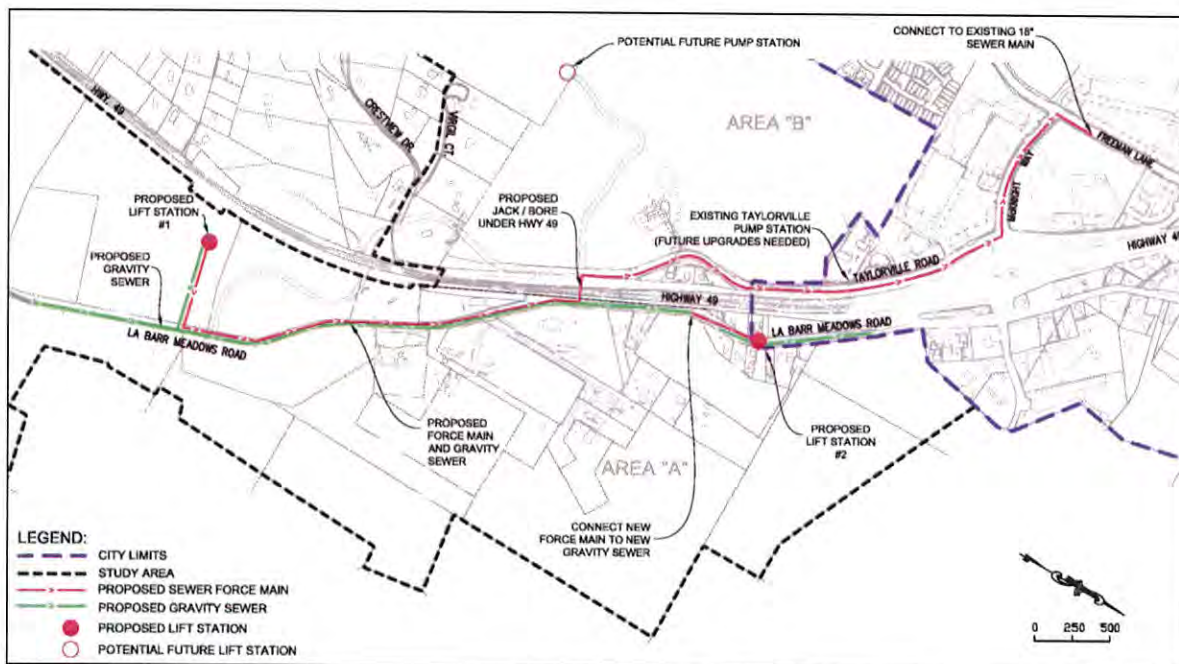 POTENTIAL FUTURE PUMP STATION
CONNECT TO EXISTING 18"
SEWER MAIN
HWY. 49
CRESTVIEW DR.
VIRGIL CT.
AREA "B"
FREEMAN LANE
WAY
PROPOSED
LIFT STATION
#1
PROPOSED
JACK / BORE
UNDER HWY 49
EXISTING TAYLORVILLE
PUMP STATION
(FUTURE UPGRADES NEEDED)
TAYLORVILLE ROAD
HIGHWAY 49
PROPOSED
GRAVITY
SEWER
HIGHWAY 49
LA BARR MEADOWS ROAD
LA BARR MEADOWS ROAD
PROPOSED
FORCE MAIN
AND GRAVITY
SEWER
AREA "A"
PROPOSED
LIFT STATION
#2
CONNECT NEW
FORCE MAIN TO NEW
GRAVITY SEWER
LEGEND:
CITY LIMITS
STUDY AREA
PROPOSED SEWER FORCE MAIN
PROPOSED GRAVITY SEWER
PROPOSED LIFT STATION
POTENTIAL FUTURE LIFT STATION
0 250 500